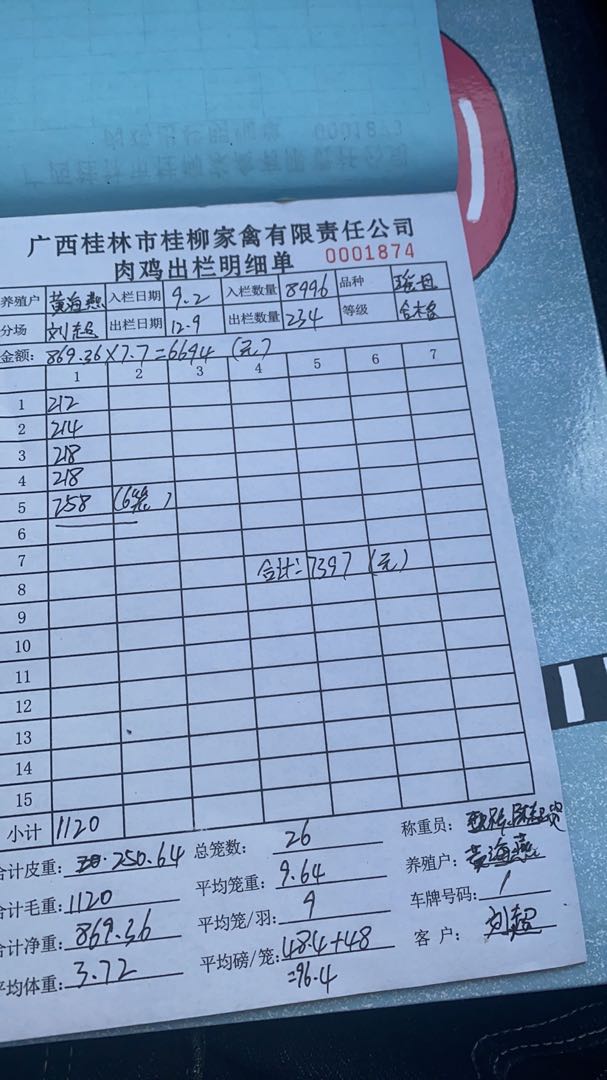 广西桂林市桂柳家禽有限责任公司
肉鸡出栏明细单 0001874
养殖户 黄海燕 入栏日期 9.2 入栏数量 8996 品种 瑶鸡
分场 刘超 出栏日期 12.9 出栏数量 234 等级 合格
金额: 869.36×7.7=6694 (元)
1 2 3 4 5 6 7
1 212
2 214
3 218
4 218
5 258 (6笼)
6
7 合计:7397 (元)
8
9
10
11
12
13
14
15
小计 1120
合计皮重: 250.64 总笼数: 26 称重员:
合计毛重: 1120 平均笼重: 9.64 养殖户: 黄海燕
合计净重: 869.36 平均笼/羽: 9 车牌号码: /
平均体重: 3.72 平均磅/笼: 48.4+48 客户: 刘超
=96.4